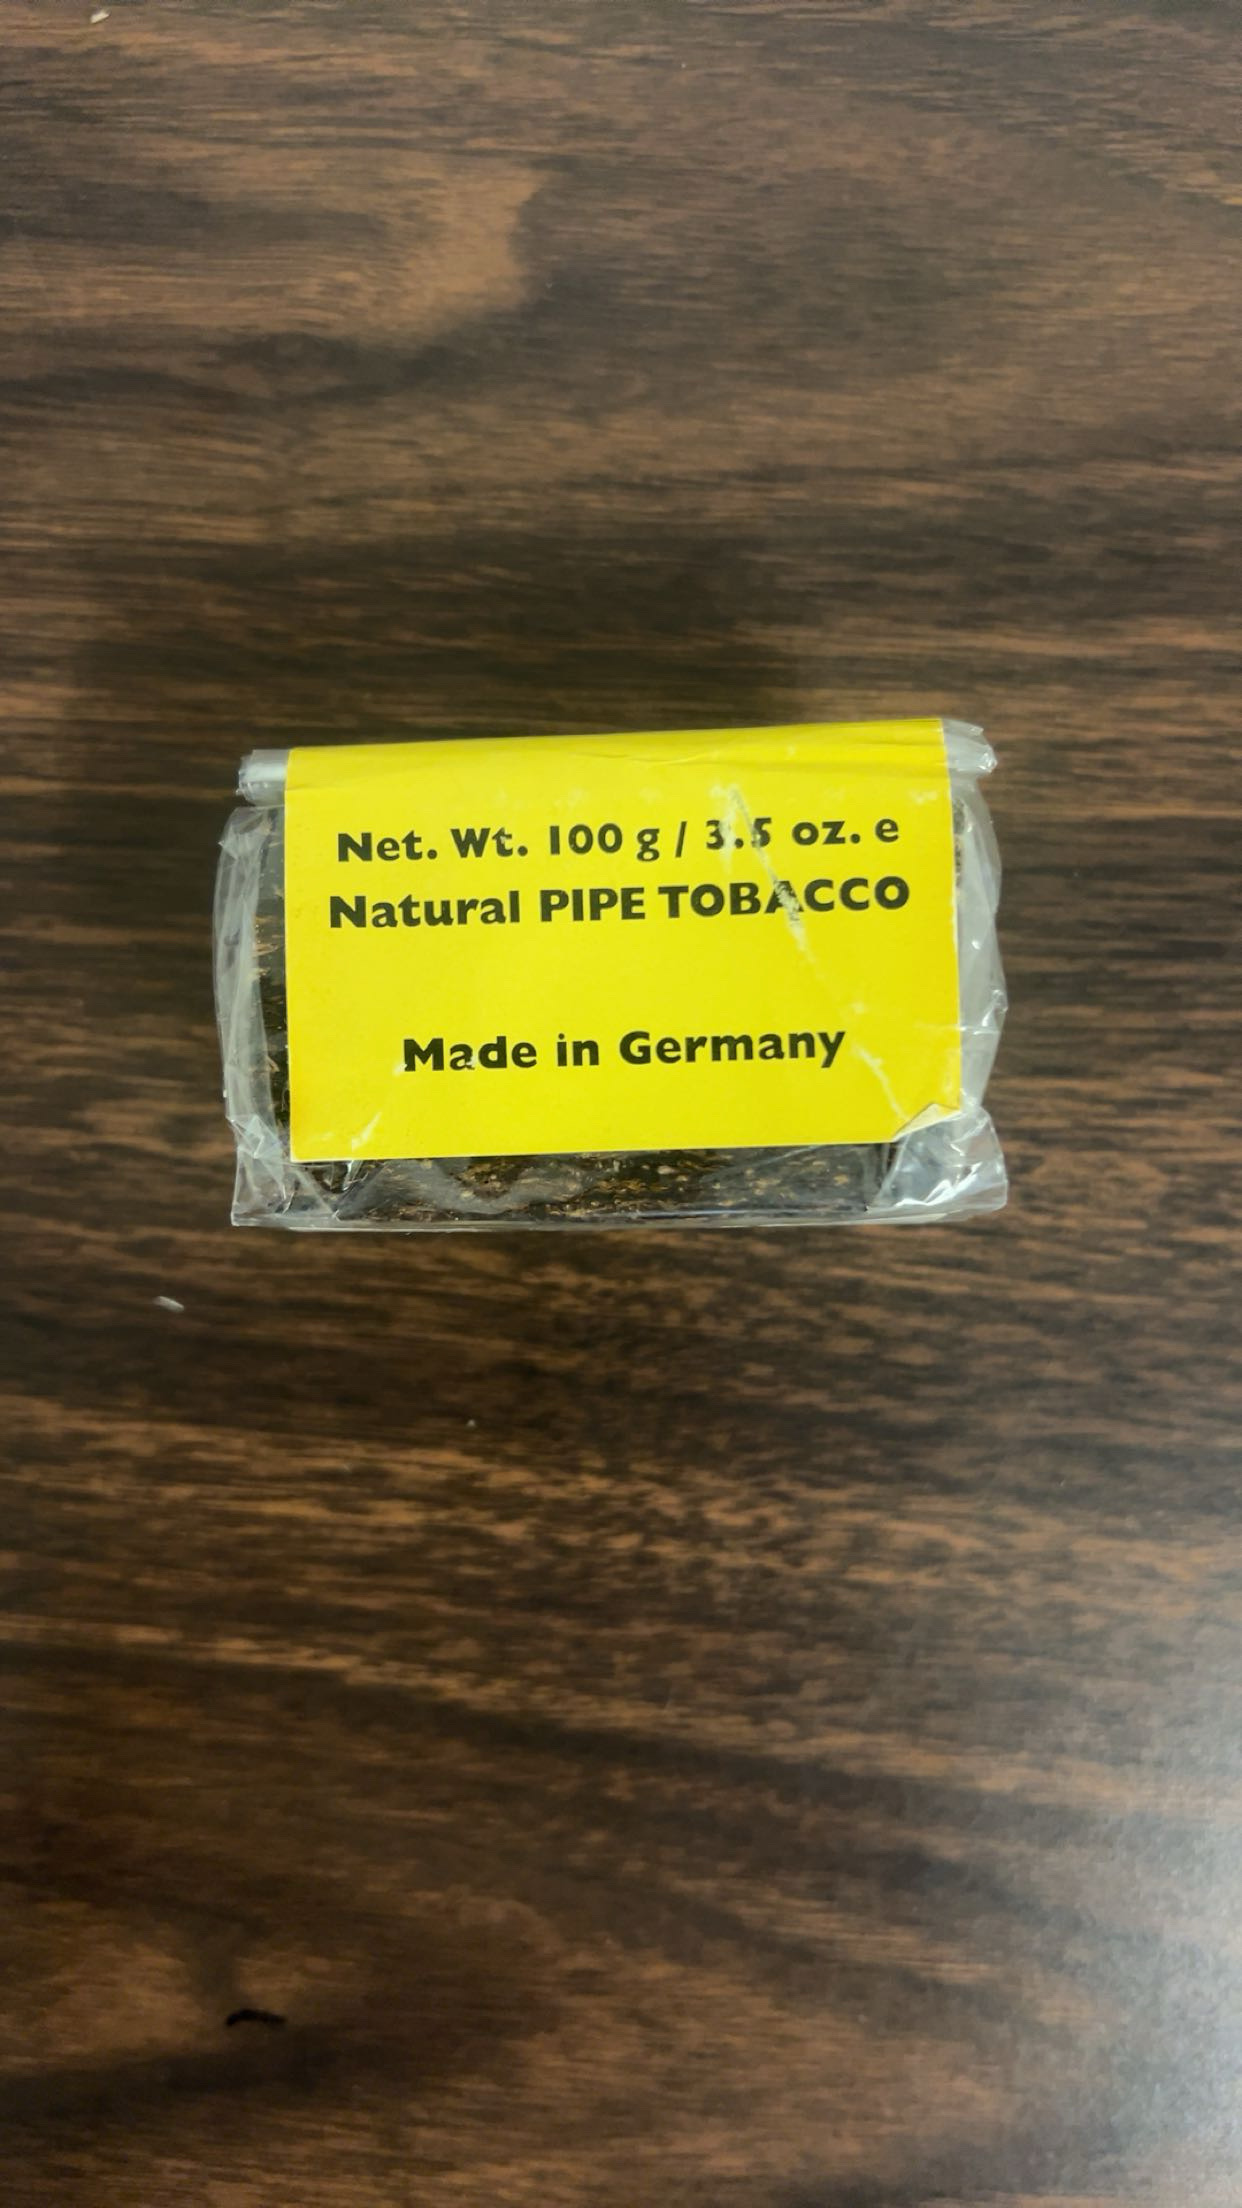 Net. Wt. 100 g / 3.5 oz. e
Natural PIPE TOBACCO
Made in Germany